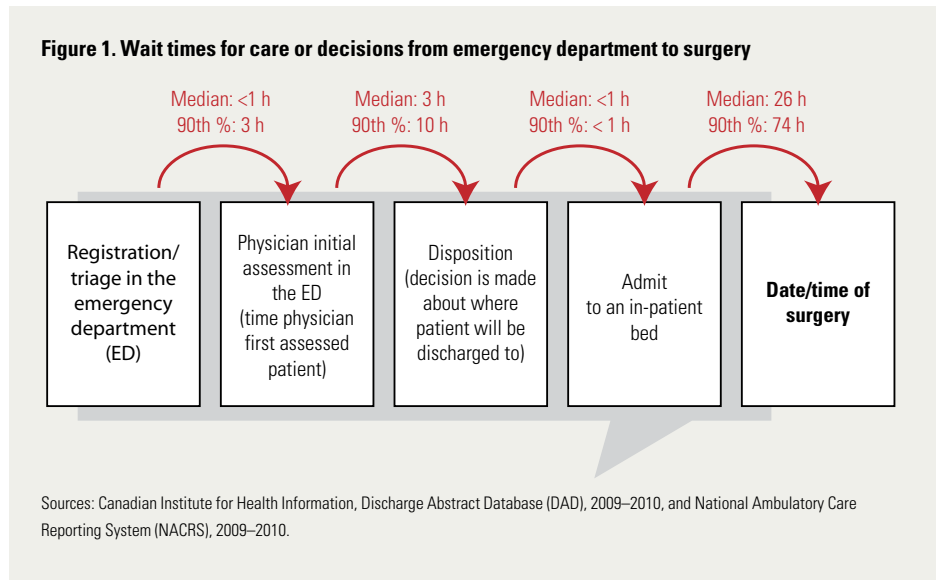 Figure 1. Wait times for care or decisions from emergency department to surgery
Median: <1 h
90th %: 3 h
Median: 3 h
90th %: 10 h
Median: <1 h
90th %: < 1 h
Median: 26 h
90th %: 74 h
Registration/
triage in the
emergency
department
(ED)
Physician initial
assessment in
the ED
(time physician
first assessed
patient)
Disposition
(decision is made
about where
patient will be
discharged to)
Admit
to an in-patient
bed
Date/time of
surgery
Sources: Canadian Institute for Health Information, Discharge Abstract Database (DAD), 2009–2010, and National Ambulatory Care
Reporting System (NACRS), 2009–2010.